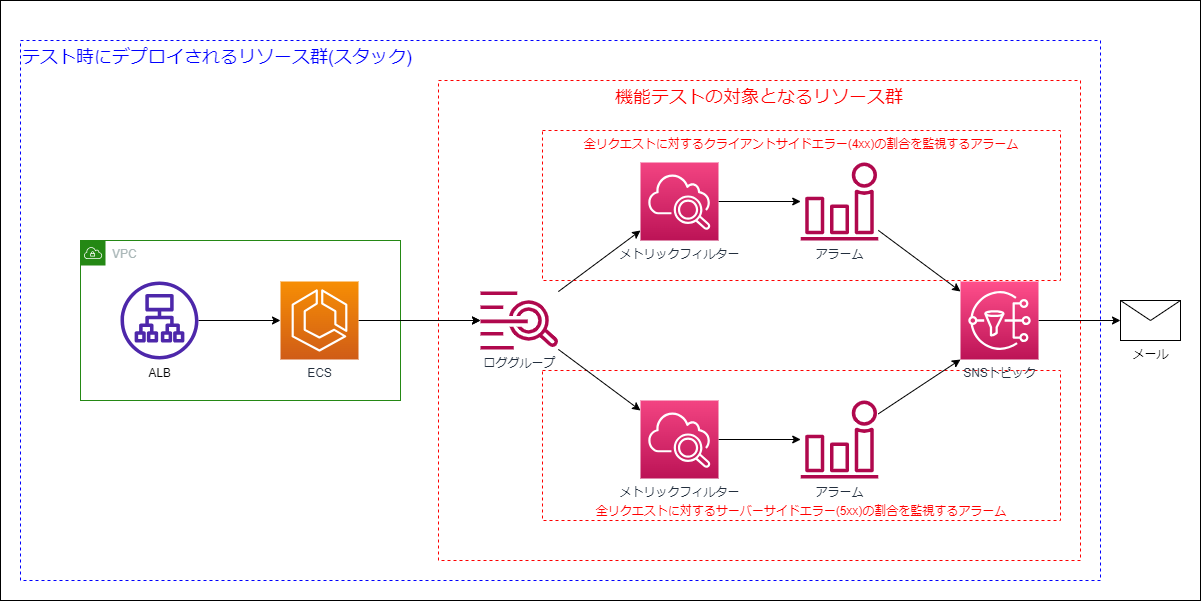 テスト時にデプロイされるリソース群(スタック)
機能テストの対象となるリソース群
全リクエストに対するクライアントサイドエラー(4xx)の割合を監視するアラーム
メトリックフィルター
アラーム
VPC
ALB
ECS
ロググループ
SNSトピック
メール
メトリックフィルター
アラーム
全リクエストに対するサーバーサイドエラー(5xx)の割合を監視するアラーム